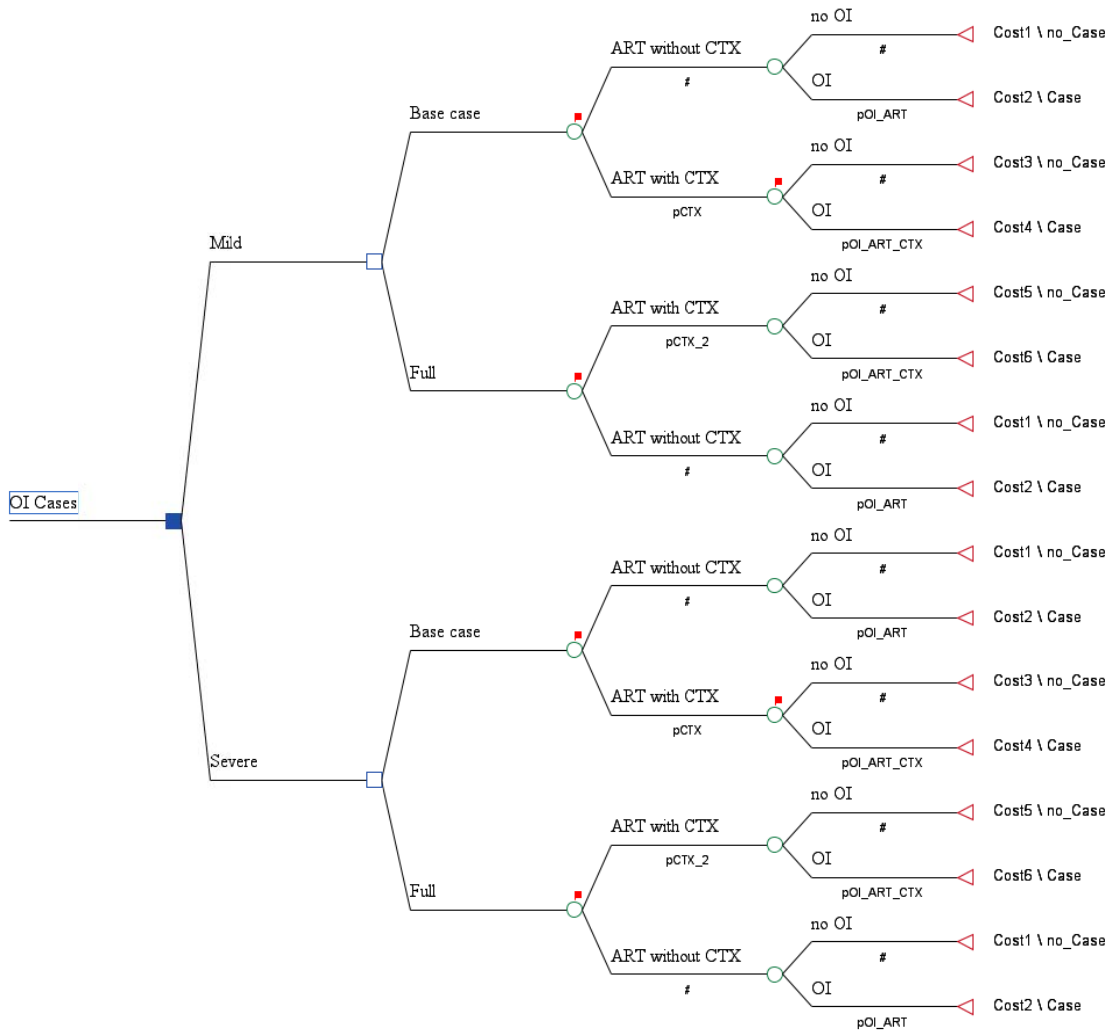 no OI
Cost1 \ no_Case
#
ART without CTX
#
OI
Cost2 \ Case
pOI_ART
Base case
no OI
Cost3 \ no_Case
#
ART with CTX
pCTX
OI
Cost4 \ Case
pOI_ART_CTX
Mild
no OI
Cost5 \ no_Case
#
ART with CTX
pCTX_2
OI
Cost6 \ Case
pOI_ART_CTX
Full
no OI
Cost1 \ no_Case
#
ART without CTX
#
OI
Cost2 \ Case
pOI_ART
OI Cases
no OI
Cost1 \ no_Case
#
ART without CTX
#
OI
Cost2 \ Case
pOI_ART
Base case
no OI
Cost3 \ no_Case
#
ART with CTX
pCTX
OI
Cost4 \ Case
pOI_ART_CTX
Severe
no OI
Cost5 \ no_Case
#
ART with CTX
pCTX_2
OI
Cost6 \ Case
pOI_ART_CTX
Full
no OI
Cost1 \ no_Case
#
ART without CTX
#
OI
Cost2 \ Case
pOI_ART